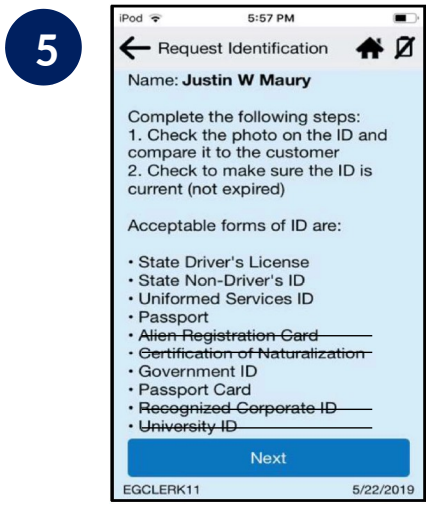 5
iPod 5:57 PM
Request Identification
Name: Justin W Maury
Complete the following steps:
1. Check the photo on the ID and
compare it to the customer
2. Check to make sure the ID is
current (not expired)
Acceptable forms of ID are:
• State Driver's License
• State Non-Driver's ID
• Uniformed Services ID
• Passport
• Alien Registration Card
• Certification of Naturalization
• Government ID
• Passport Card
• Recognized Corporate ID
• University ID
Next
EGCLERK11 5/22/2019